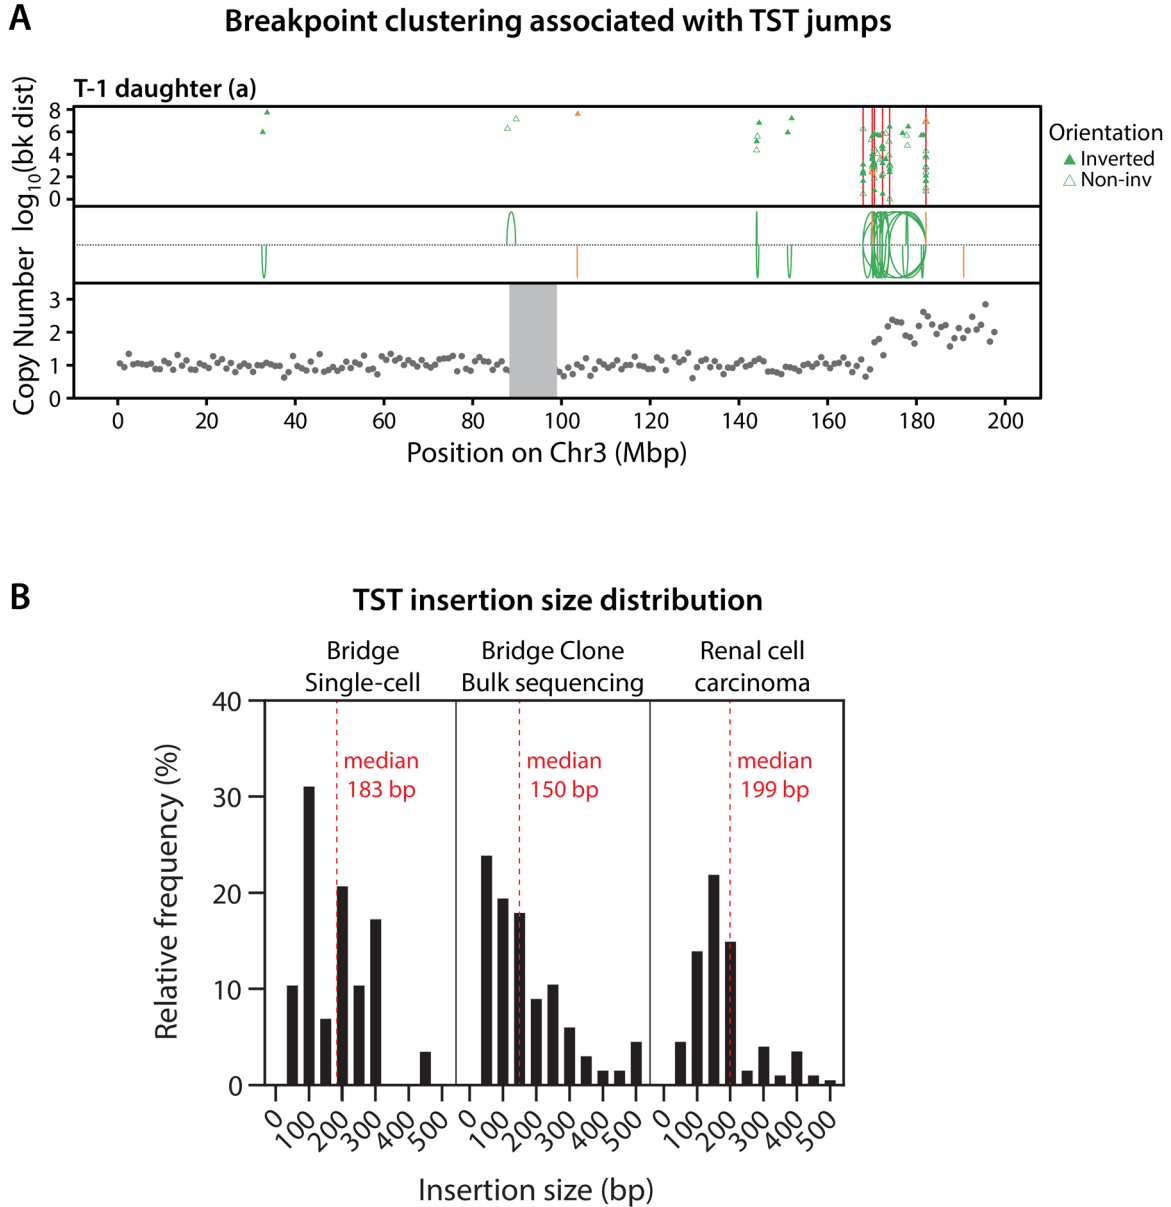 A
Breakpoint clustering associated with TST jumps
T-1 daughter (a)
log10(bk dist)
8
6
4
2
0
Orientation
Inverted
Non-inv
Copy Number
3
2
1
0
0 20 40 60 80 100 120 140 160 180 200
Position on Chr3 (Mbp)
B
TST insertion size distribution
Bridge
Single-cell
Bridge Clone
Bulk sequencing
Renal cell
carcinoma
Relative frequency (%)
40
30
20
10
0
median
183 bp
median
150 bp
median
199 bp
0 100 200 300 400 500 0 100 200 300 400 500 0 100 200 300 400 500
Insertion size (bp)